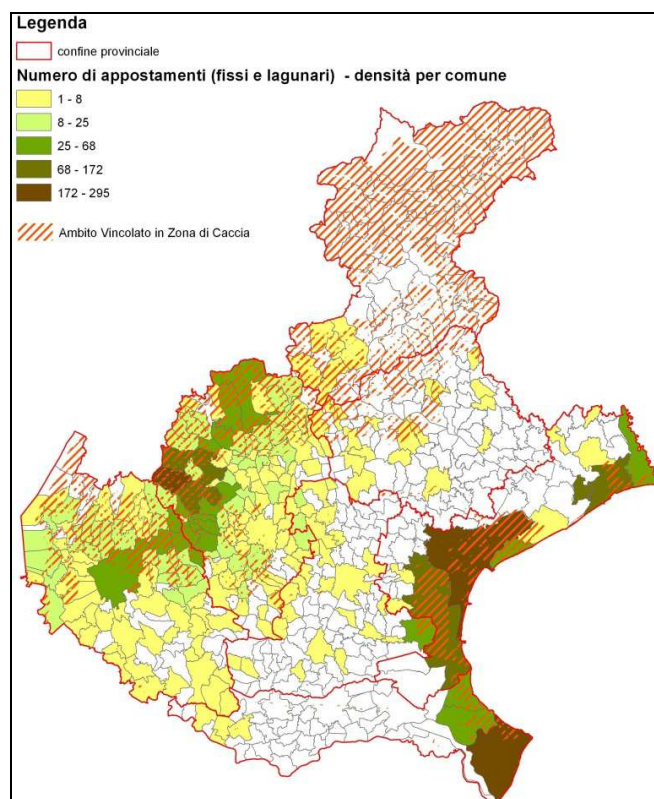 Legenda
confine provinciale
Numero di appostamenti (fissi e lagunari) - densità per comune
1 - 8
8 - 25
25 - 68
68 - 172
172 - 295
Ambito Vincolato in Zona di Caccia